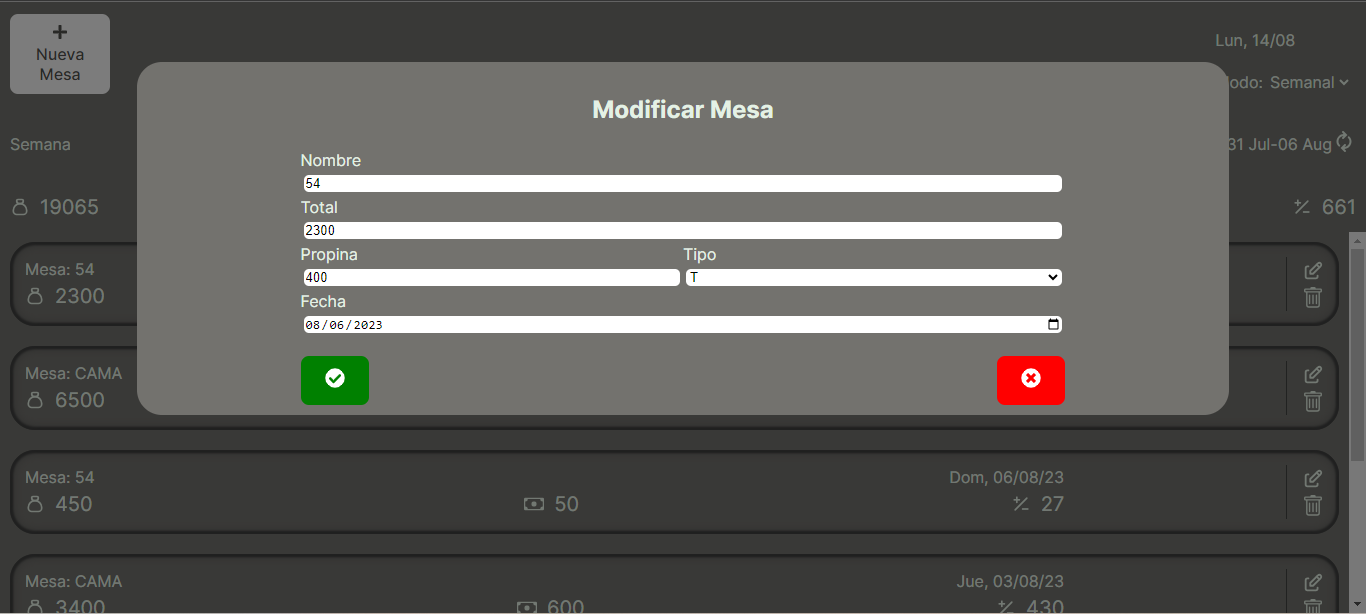 Nueva
Mesa
Lun, 14/08
odo: Semanal
Semana
31 Jul-06 Aug
19065
661
Modificar Mesa
Nombre
54
Total
2300
Propina
Tipo
400
T
Fecha
08/06/2023
Mesa: 54
2300
Mesa: CAMA
6500
Mesa: 54
Dom, 06/08/23
450
50
27
Mesa: CAMA
Jue, 03/08/23
3400
600
430